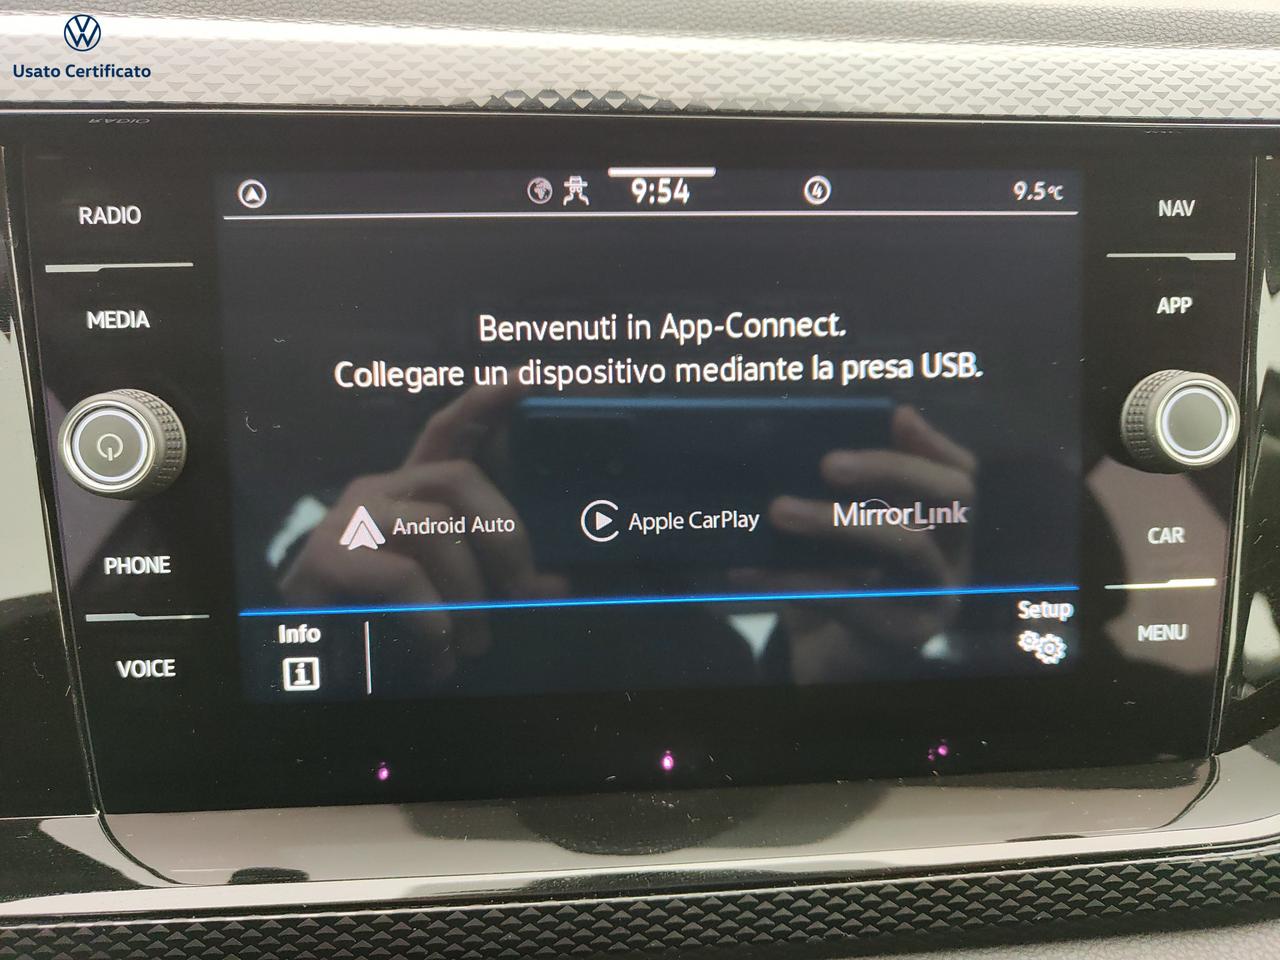 Usato Certificato
RADIO
MEDIA
PHONE
VOICE
9:54
4
9.5°C
Benvenuti in App-Connect.
Collegare un dispositivo mediante la presa USB.
Android Auto
Apple CarPlay
MirrorLink
Info
Setup
NAV
APP
CAR
MENU